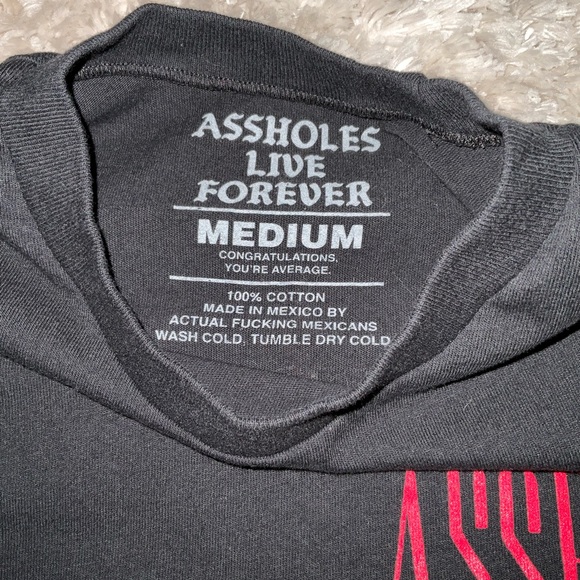 ASSHOLES
LIVE
FOREVER
MEDIUM
CONGRATULATIONS,
YOU'RE AVERAGE.
100% COTTON
MADE IN MEXICO BY
ACTUAL FUCKING MEXICANS
WASH COLD, TUMBLE DRY COLD
ASS